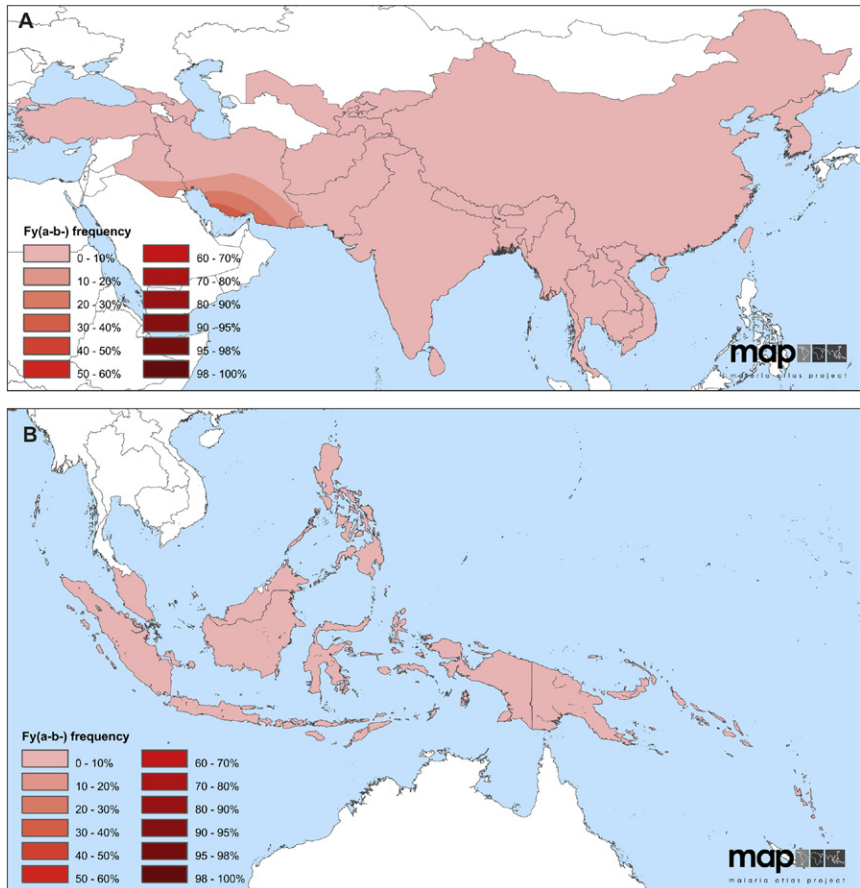 A
Fy(a-b-) frequency
0 - 10%
10 - 20%
20 - 30%
30 - 40%
40 - 50%
50 - 60%
60 - 70%
70 - 80%
80 - 90%
90 - 95%
95 - 98%
98 - 100%
map
malaria atlas project
B
Fy(a-b-) frequency
0 - 10%
10 - 20%
20 - 30%
30 - 40%
40 - 50%
50 - 60%
60 - 70%
70 - 80%
80 - 90%
90 - 95%
95 - 98%
98 - 100%
map
malaria atlas project